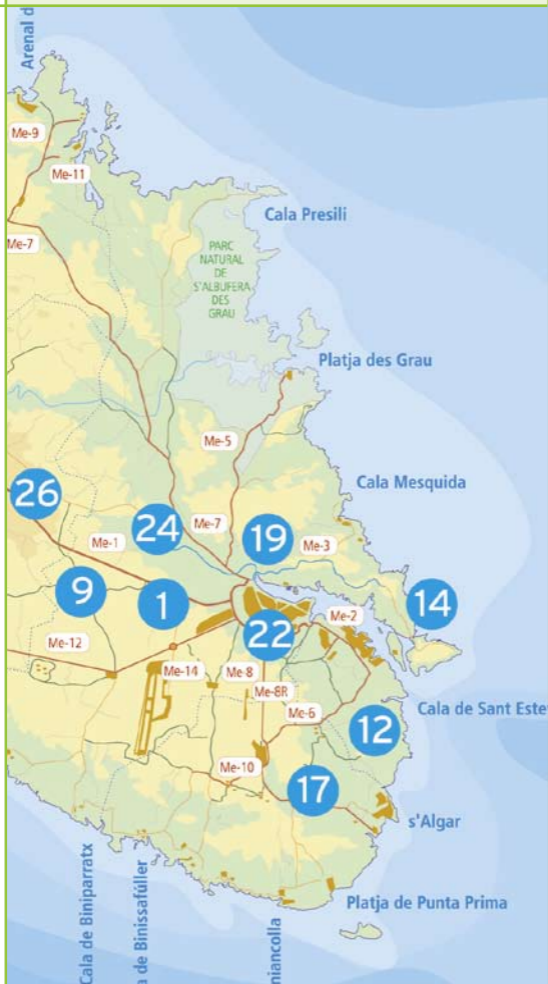 Arenal d
Me-9
Me-11
Me-7
Cala Presili
PARC
NATURAL
DE
S'ALBUFERA
DES
GRAU
Platja des Grau
Me-5
Cala Mesquida
26
24
Me-7
19
Me-3
Me-1
9
1
14
22
Me-2
Me-12
Me-14
Me-8
Me-8R
Me-6
Cala de Sant Este
12
Me-10
17
s'Algar
Platja de Punta Prima
Cala de Biniparratx
a de Binissafúller
niancolla